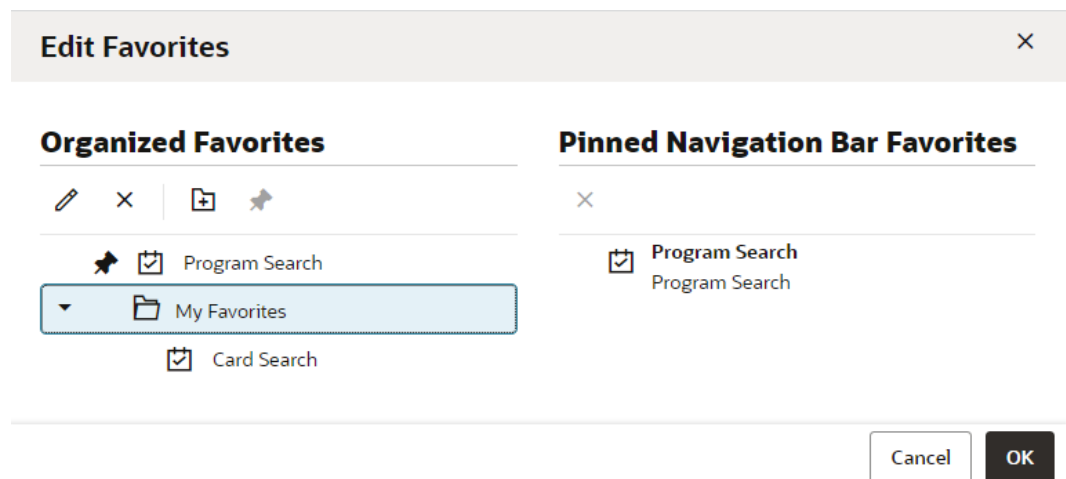 Edit Favorites
Organized Favorites
Pinned Navigation Bar Favorites
Program Search
My Favorites
Card Search
Program Search
Program Search
Cancel
OK